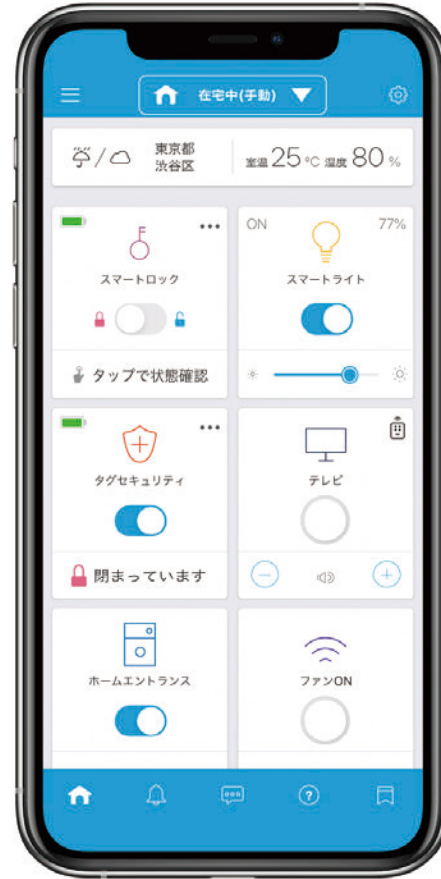 在宅中(手動)
東京都
渋谷区
室温 25 ℃ 湿度 80 %
スマートロック
タップで状態確認
ON 77%
スマートライト
タグセキュリティ
閉まっています
テレビ
ホームエントランス
ファンON
?